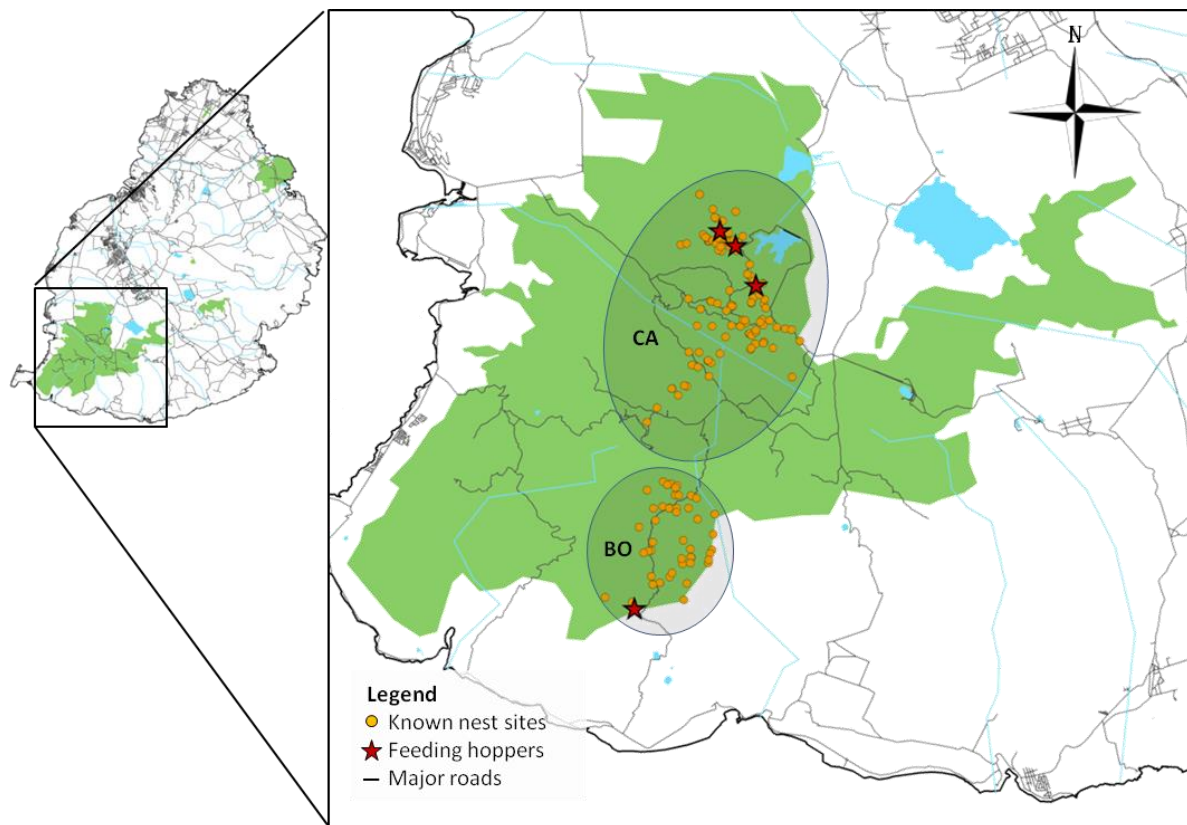 N
CA
BO
Legend
Known nest sites
Feeding hoppers
Major roads